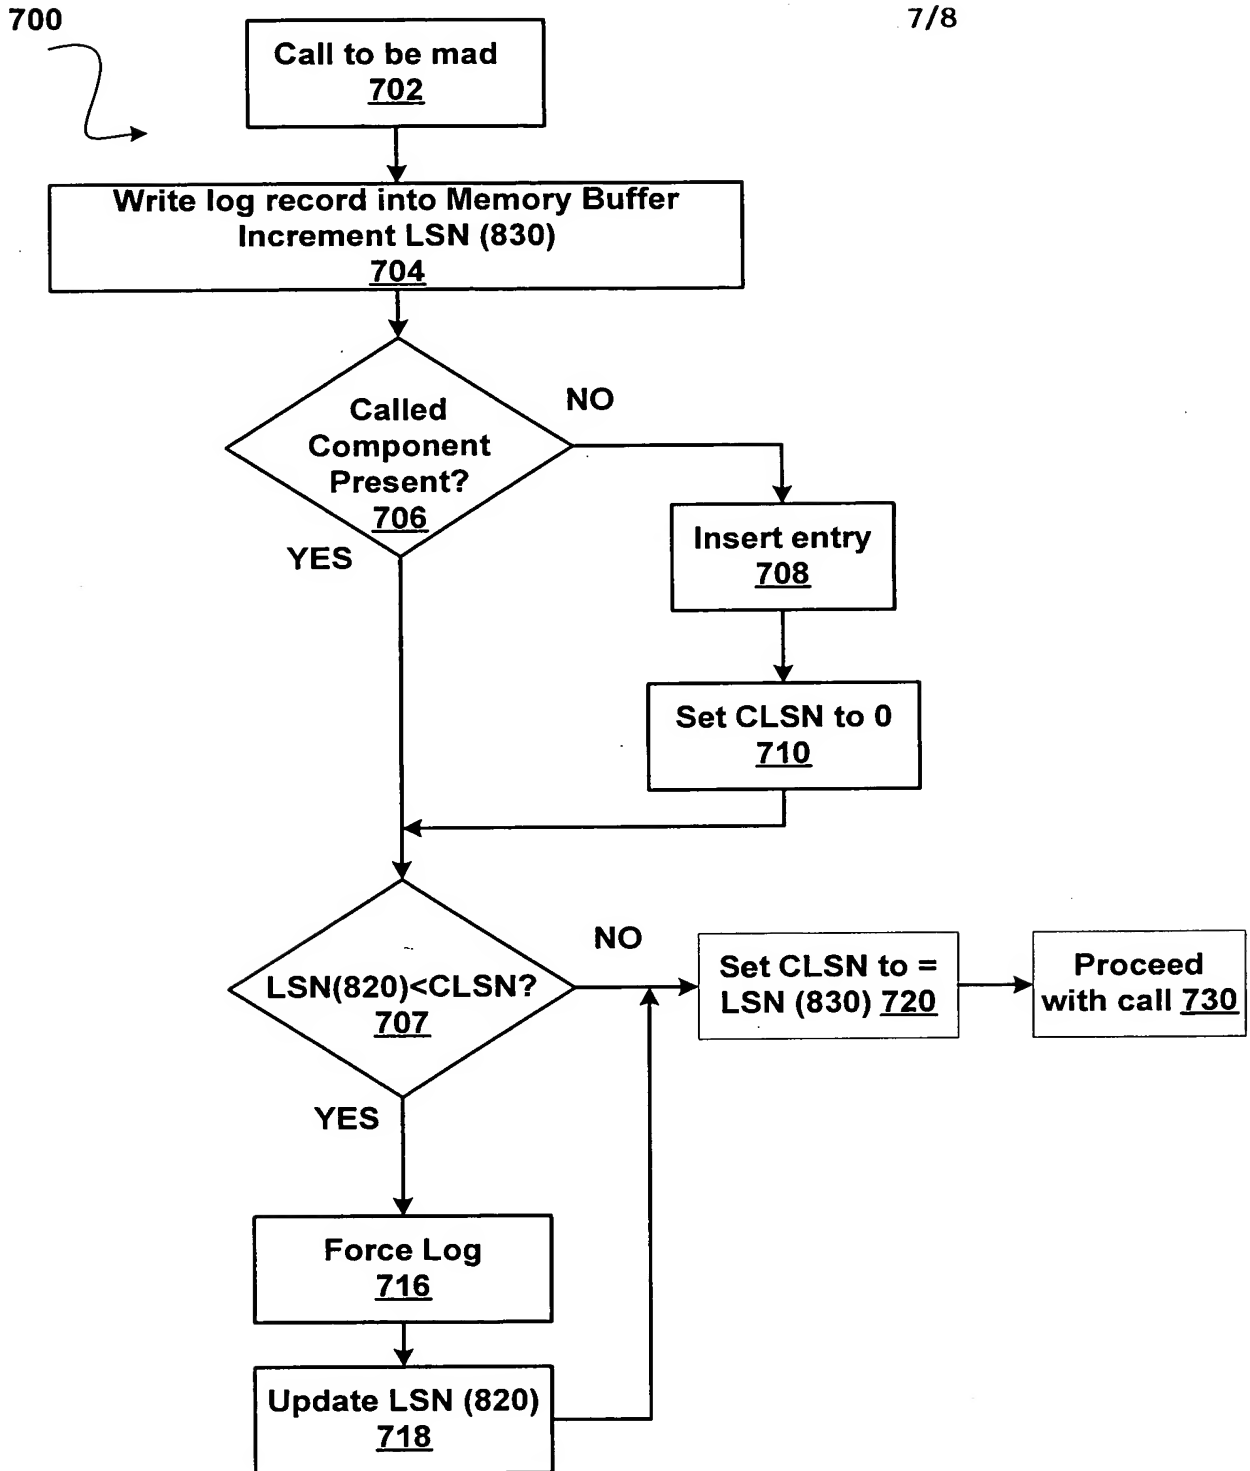 700
7/8
Call to be mad
702
Write log record into Memory Buffer
Increment LSN (830)
704
Called
Component
Present?
706
NO
YES
Insert entry
708
Set CLSN to 0
710
LSN(820)<CLSN?
707
NO
YES
Set CLSN to =
LSN (830) 720
Proceed
with call 730
Force Log
716
Update LSN (820)
718